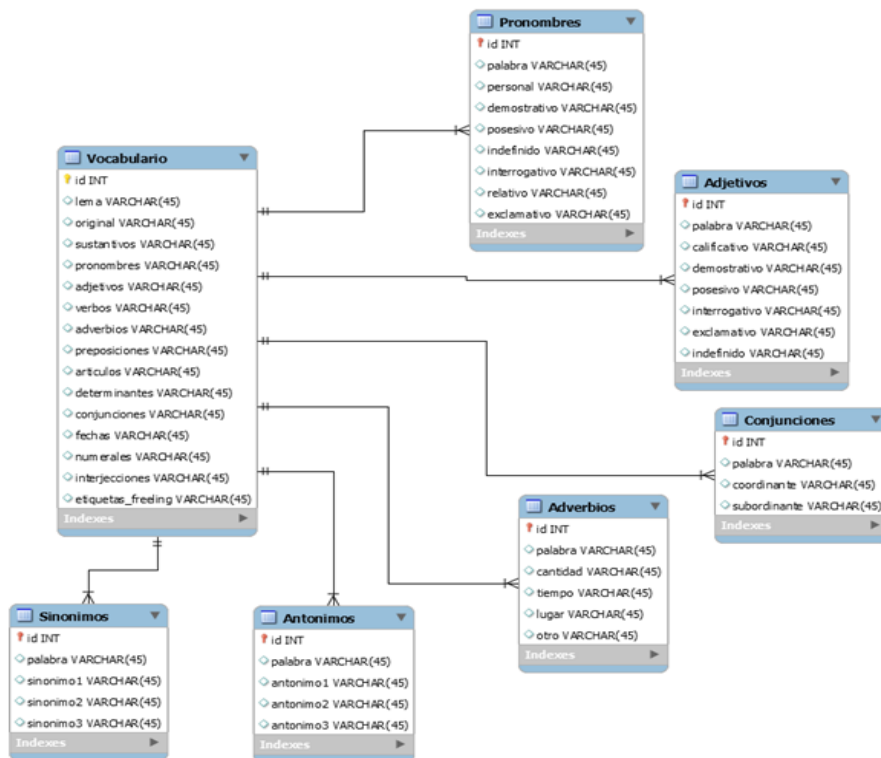 Pronombres
id INT
palabra VARCHAR(45)
personal VARCHAR(45)
demostrativo VARCHAR(45)
posesivo VARCHAR(45)
indefinido VARCHAR(45)
interrogativo VARCHAR(45)
relativo VARCHAR(45)
exclamativo VARCHAR(45)
Indexes
Vocabulario
id INT
lema VARCHAR(45)
original VARCHAR(45)
sustantivos VARCHAR(45)
pronombres VARCHAR(45)
adjetivos VARCHAR(45)
verbos VARCHAR(45)
adverbios VARCHAR(45)
preposiciones VARCHAR(45)
articulos VARCHAR(45)
determinantes VARCHAR(45)
conjunciones VARCHAR(45)
fechas VARCHAR(45)
numerales VARCHAR(45)
interjecciones VARCHAR(45)
etiquetas_freeling VARCHAR(45)
Indexes
Adjetivos
id INT
palabra VARCHAR(45)
calificativo VARCHAR(45)
demostrativo VARCHAR(45)
posesivo VARCHAR(45)
interrogativo VARCHAR(45)
exclamativo VARCHAR(45)
indefinido VARCHAR(45)
Indexes
Conjunciones
id INT
palabra VARCHAR(45)
coordinante VARCHAR(45)
subordinante VARCHAR(45)
Indexes
Adverbios
id INT
palabra VARCHAR(45)
cantidad VARCHAR(45)
tiempo VARCHAR(45)
lugar VARCHAR(45)
otro VARCHAR(45)
Indexes
Sinonimos
id INT
palabra VARCHAR(45)
sinonimo1 VARCHAR(45)
sinonimo2 VARCHAR(45)
sinonimo3 VARCHAR(45)
Indexes
Antonimos
id INT
palabra VARCHAR(45)
antonimo1 VARCHAR(45)
antonimo2 VARCHAR(45)
antonimo3 VARCHAR(45)
Indexes